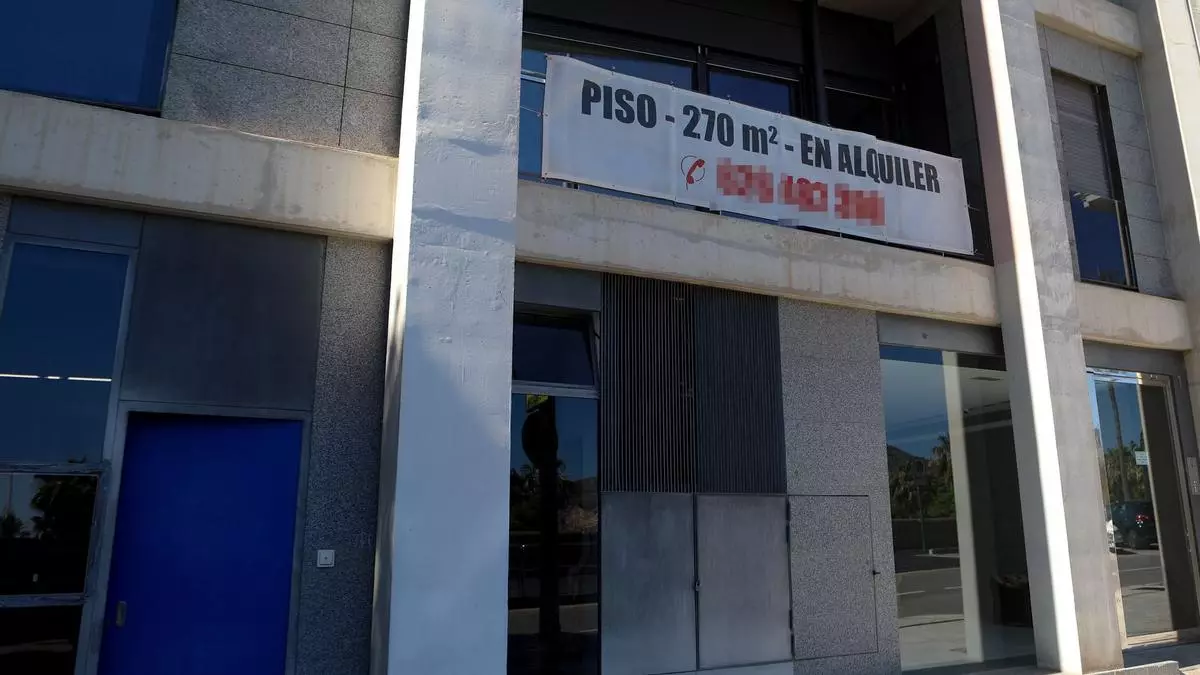 PISO - 270 m² - EN ALQUILER